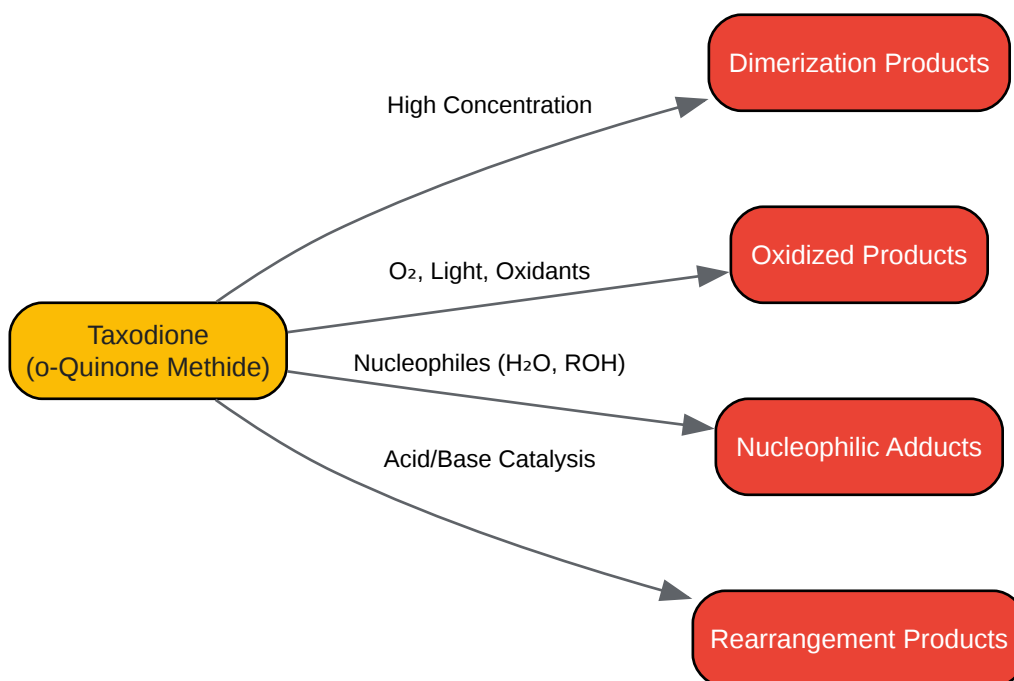 Dimerization Products
High Concentration
Oxidized Products
O₂, Light, Oxidants
Taxodione
(o-Quinone Methide)
Nucleophiles (H₂O, ROH)
Nucleophilic Adducts
Acid/Base Catalysis
Rearrangement Products